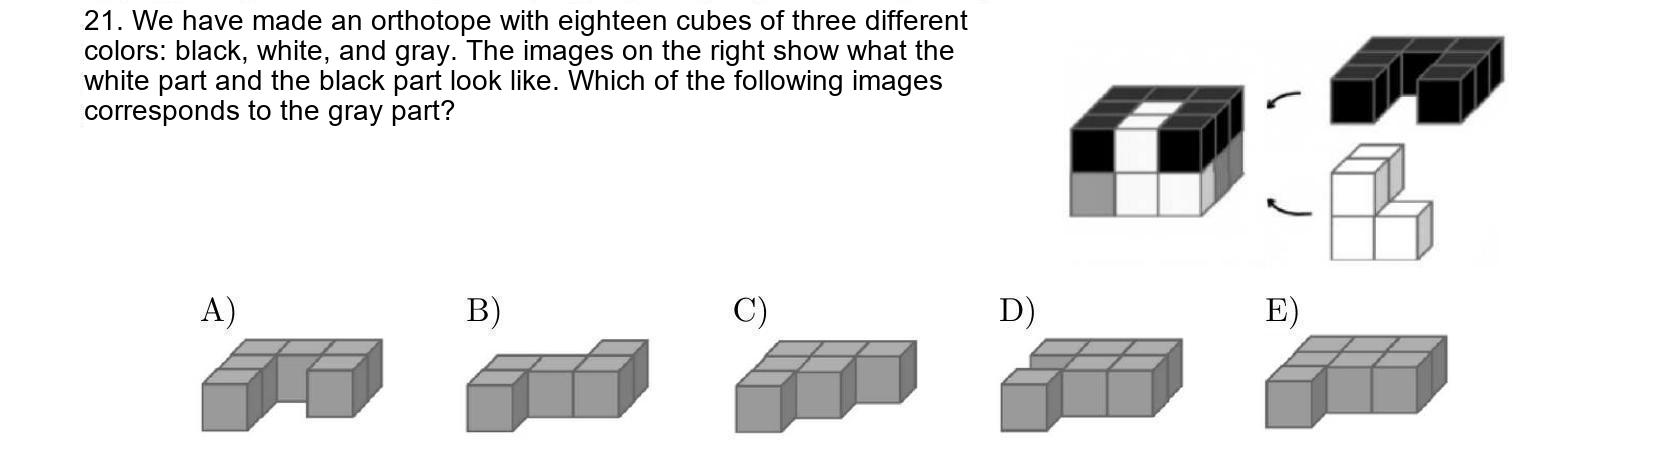 21. We have made an orthotope with eighteen cubes of three different
colors: black, white, and gray. The images on the right show what the
white part and the black part look like. Which of the following images
corresponds to the gray part?
A) B) C) D) E)